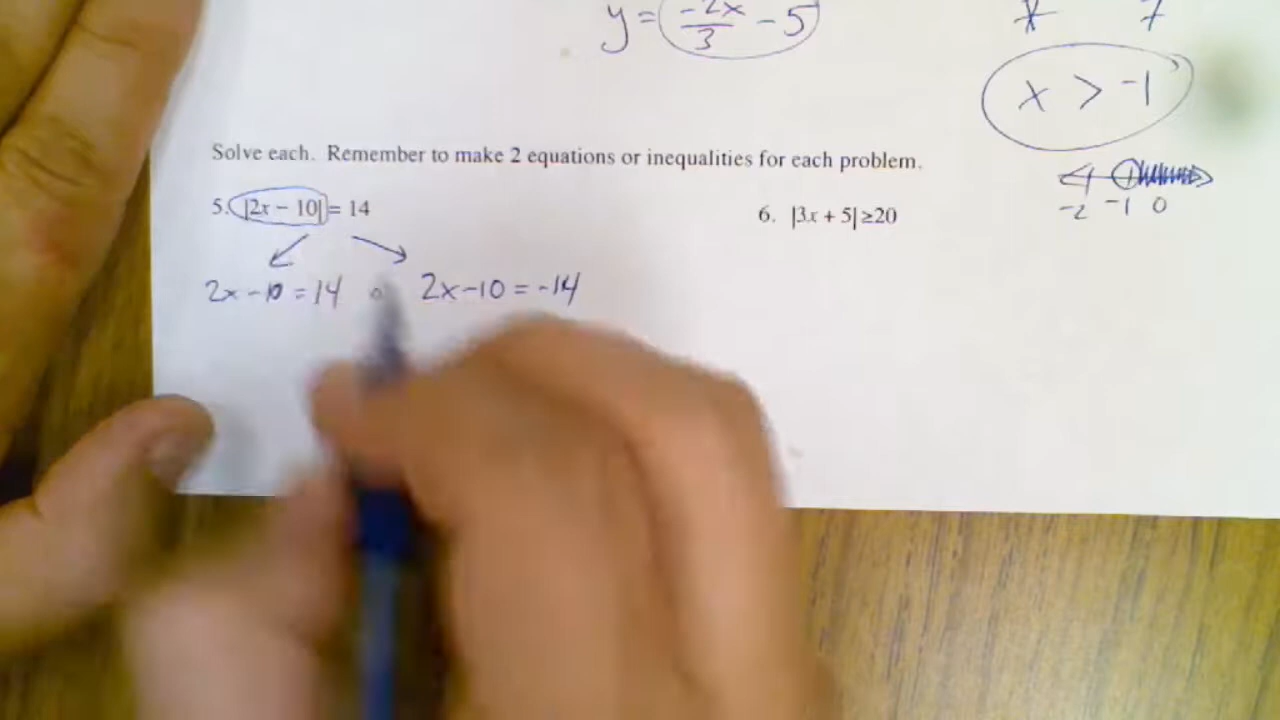 y = -2x/3 - 5
7
x > -1
-2 -1 0
Solve each. Remember to make 2 equations or inequalities for each problem.
5. |2x − 10| = 14
6. |3x + 5| ≥ 20
2x - 10 = 14
2x - 10 = -14